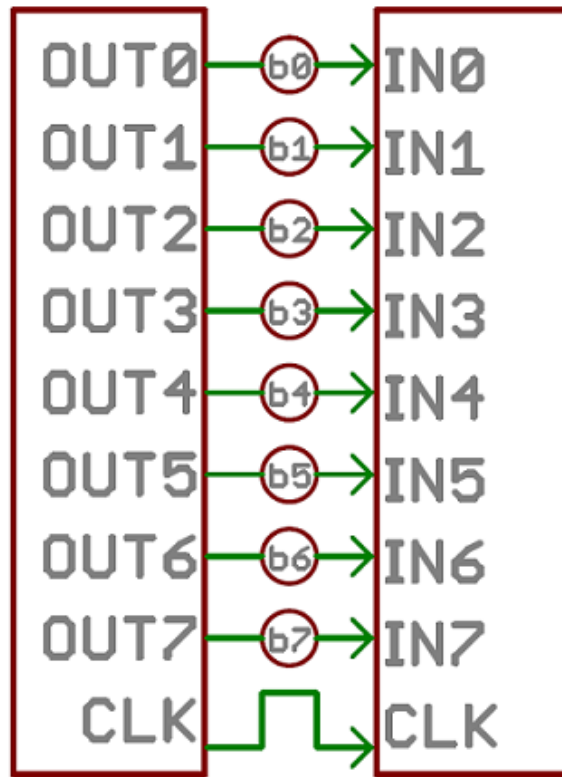 OUT0 b0 IN0
OUT1 b1 IN1
OUT2 b2 IN2
OUT3 b3 IN3
OUT4 b4 IN4
OUT5 b5 IN5
OUT6 b6 IN6
OUT7 b7 IN7
CLK CLK